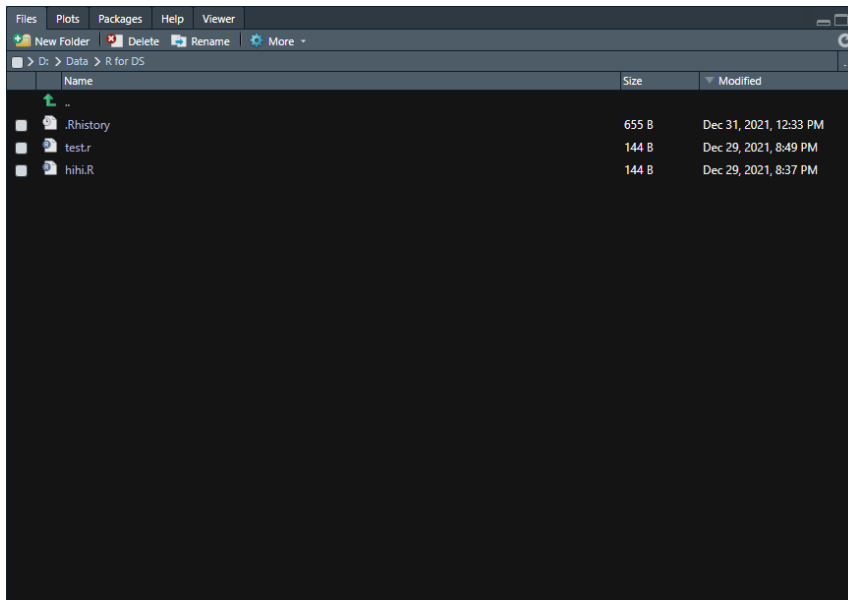 Files Plots Packages Help Viewer
New Folder Delete Rename More
D: Data R for DS
Name Size Modified
..
.Rhistory 655 B Dec 31, 2021, 12:33 PM
test.r 144 B Dec 29, 2021, 8:49 PM
hihi.R 144 B Dec 29, 2021, 8:37 PM